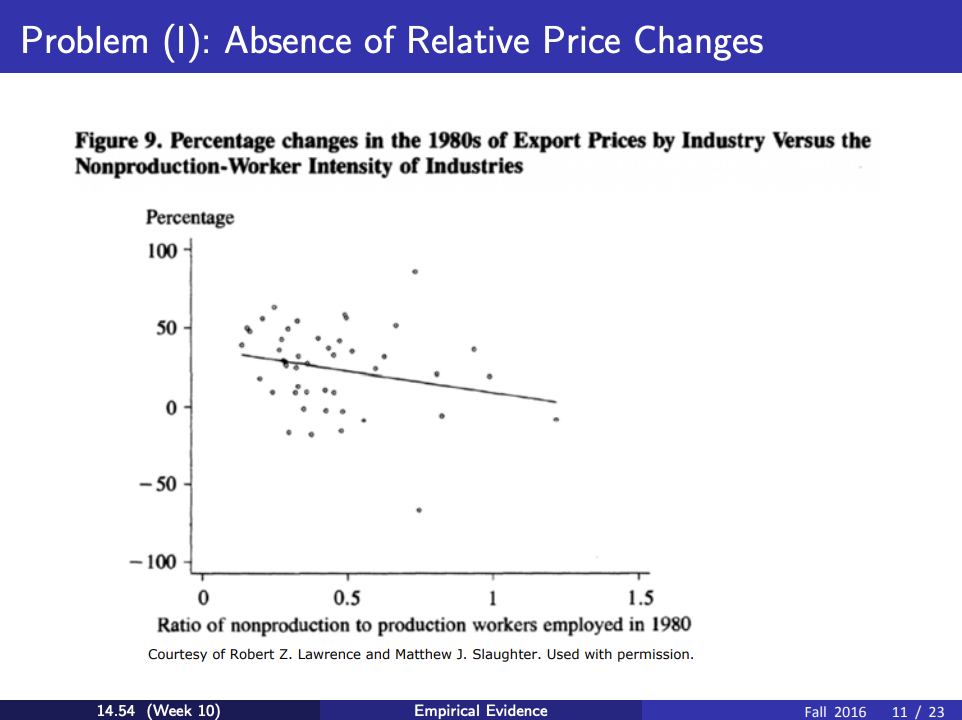 Problem (I): Absence of Relative Price Changes
Figure 9. Percentage changes in the 1980s of Export Prices by Industry Versus the
Nonproduction-Worker Intensity of Industries
Percentage
100
50
0
− 50
− 100
0 0.5 1 1.5
Ratio of nonproduction to production workers employed in 1980
Courtesy of Robert Z. Lawrence and Matthew J. Slaughter. Used with permission.
14.54 (Week 10) Empirical Evidence Fall 2016 11 / 23